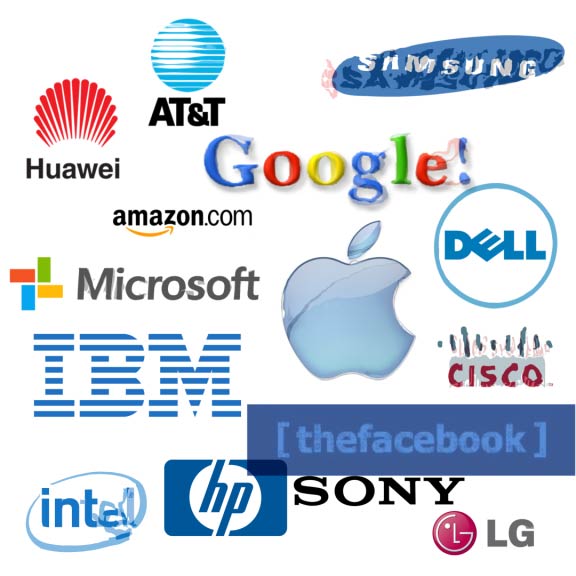 AT&T
SAMSUNG
Huawei
Google!
amazon.com
DELL
Microsoft
IBM
CISCO
[ thefacebook ]
intel
hp
SONY
LG